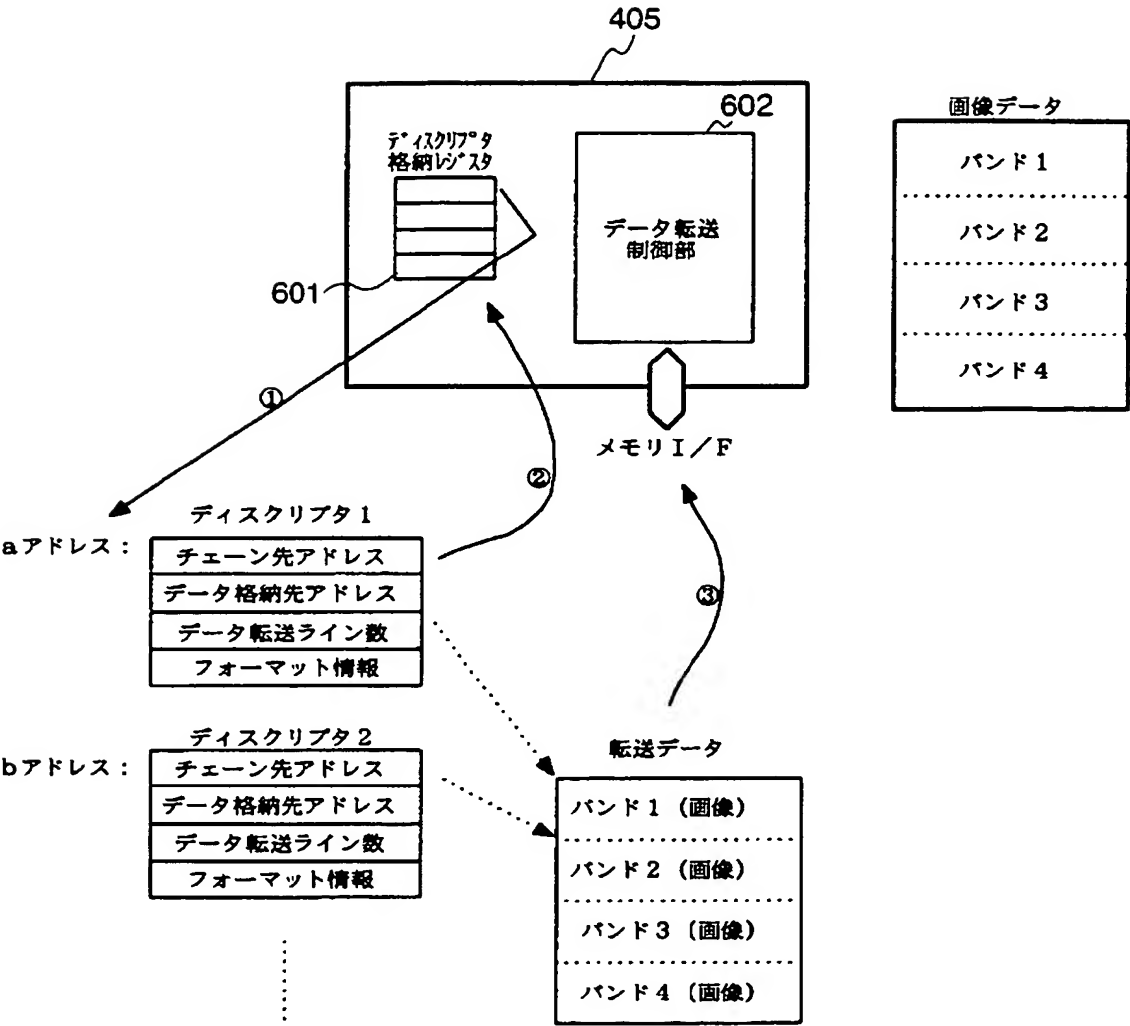 405
602
ディスクリプタ
格納レジスタ
データ転送
制御部
601
画像データ
バンド1
バンド2
バンド3
バンド4
メモリI/F
①
②
③
ディスクリプタ1
aアドレス:
チェーン先アドレス
データ格納先アドレス
データ転送ライン数
フォーマット情報
ディスクリプタ2
bアドレス:
チェーン先アドレス
データ格納先アドレス
データ転送ライン数
フォーマット情報
転送データ
バンド1(画像)
バンド2(画像)
バンド3(画像)
バンド4(画像)